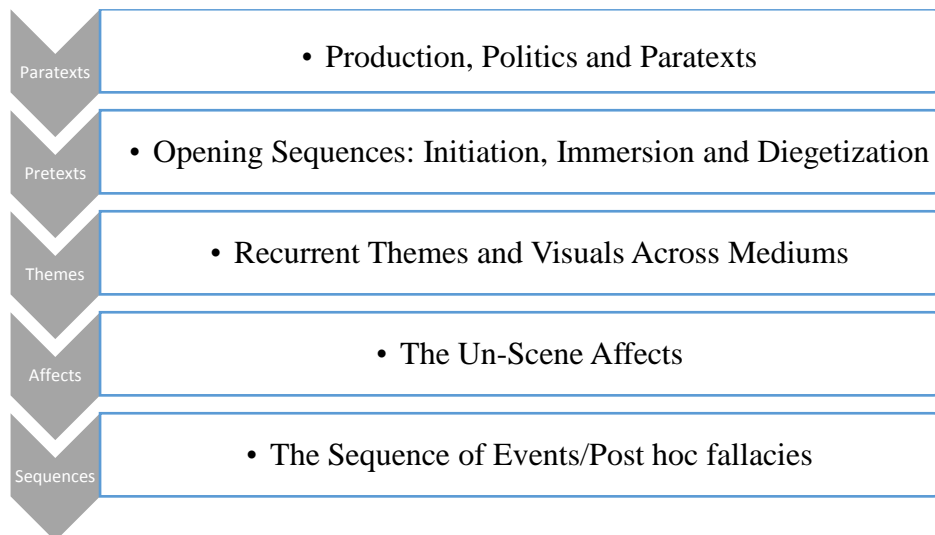 Paratexts
• Production, Politics and Paratexts
Pretexts
• Opening Sequences: Initiation, Immersion and Diegetization
Themes
• Recurrent Themes and Visuals Across Mediums
Affects
• The Un-Scene Affects
Sequences
• The Sequence of Events/Post hoc fallacies